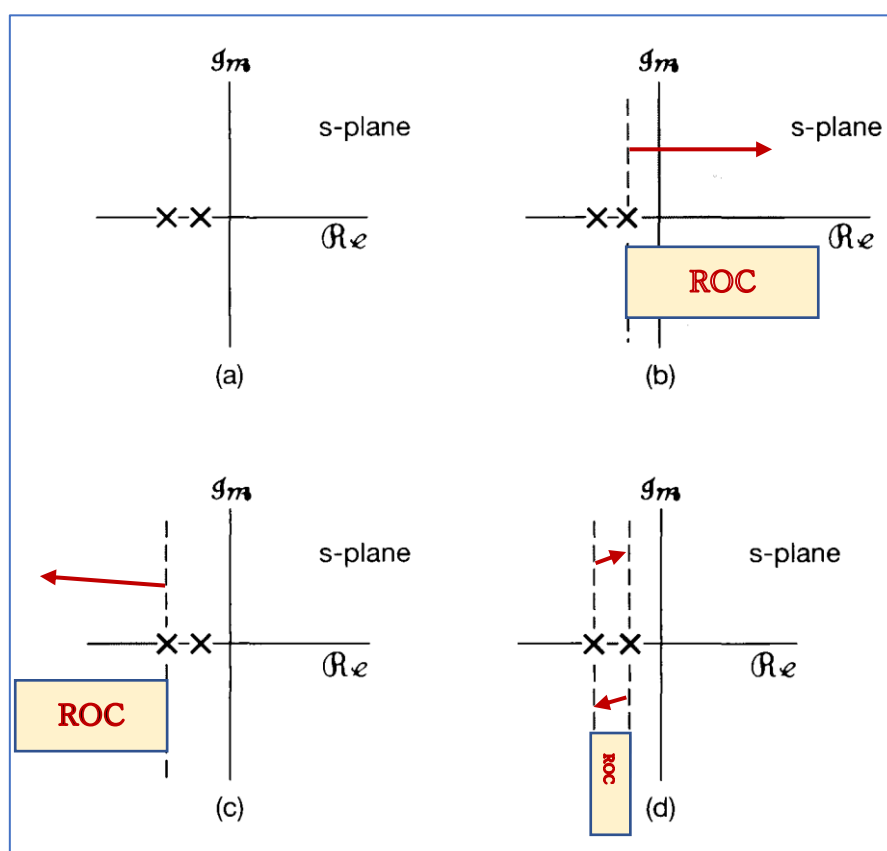 𝓘𝓂
s-plane
ℛℯ
(a)
𝓘𝓂
s-plane
ℛℯ
ROC
(b)
𝓘𝓂
s-plane
ℛℯ
ROC
(c)
𝓘𝓂
s-plane
ℛℯ
ROC
(d)